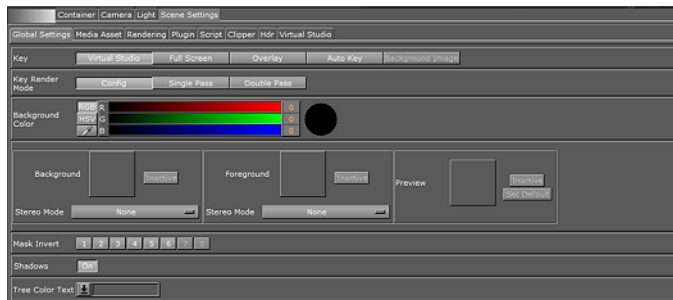 Container Camera Light Scene Settings
Global Settings Media Asset Rendering Plugin Script Clipper Hdr Virtual Studio
Key Virtual Studio Full Screen Overlay Auto Key Background Image
Key Render Mode Config Single Pass Double Pass
Background Color RGB R 0
HSV G 0
B 0
Background Inactive Foreground Inactive Preview Inactive
Set Default
Stereo Mode None Stereo Mode None
Mask Invert 1 2 3 4 5 6 7 8
Shadows On
Tree Color Text